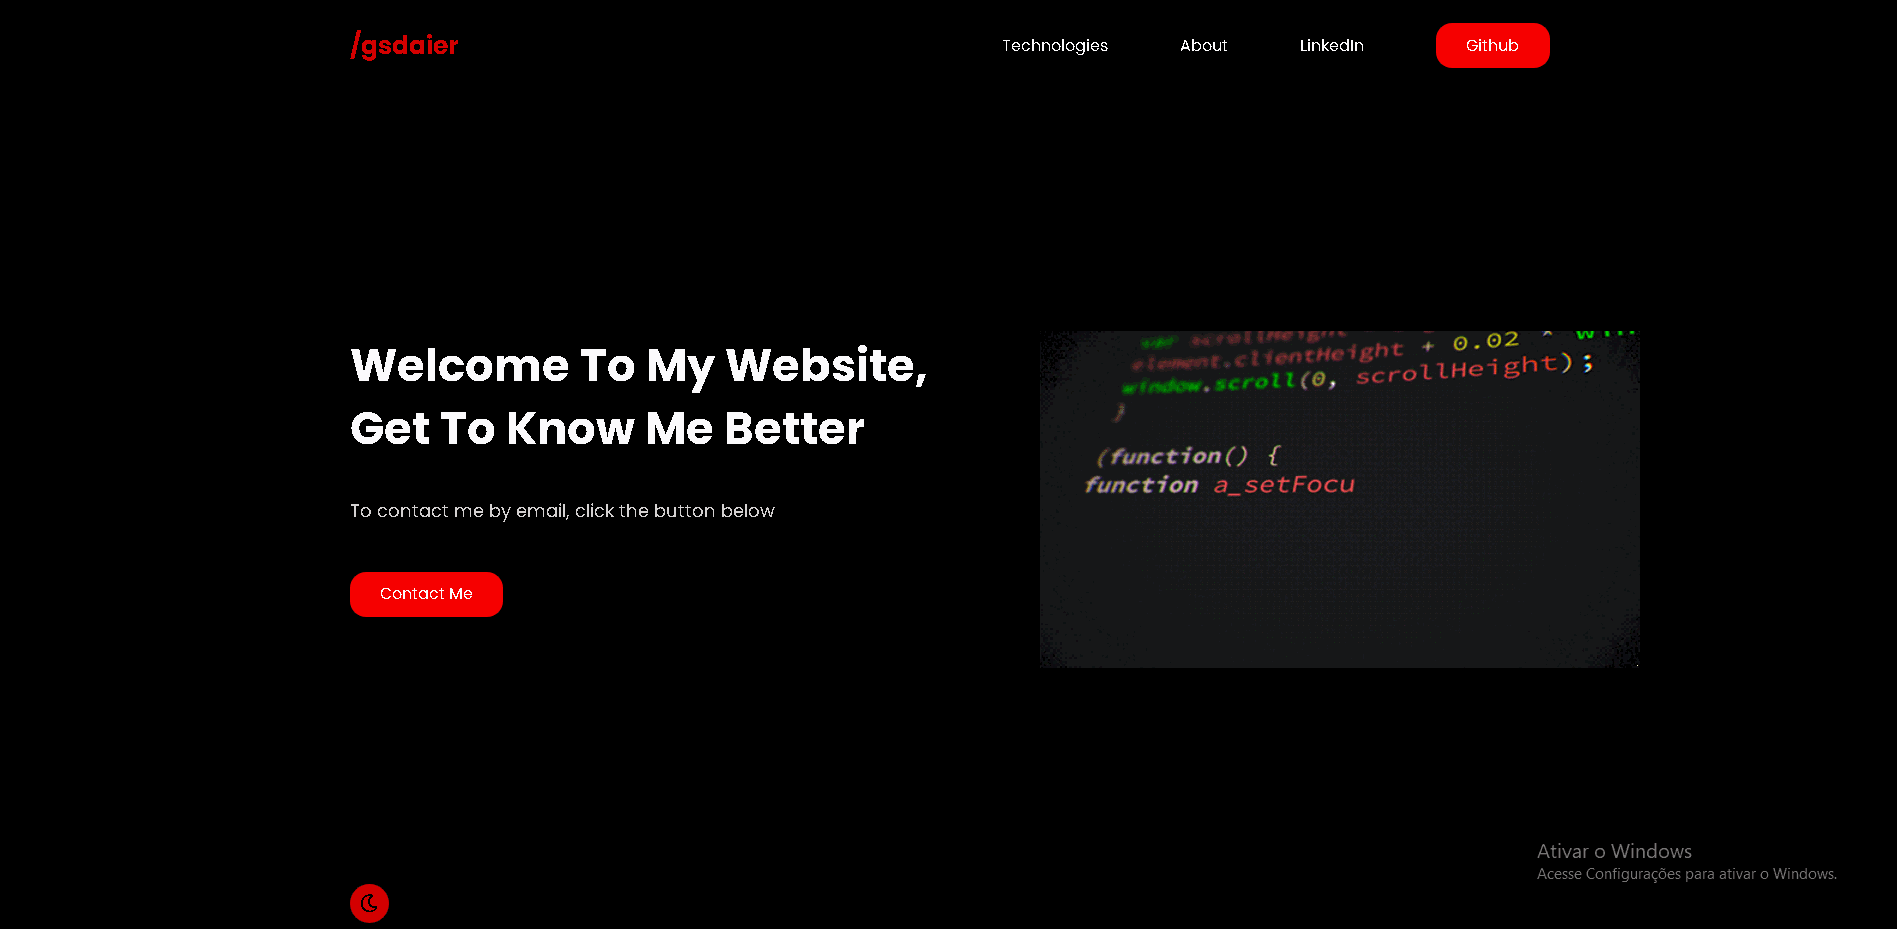 /gsdaier
Technologies
About
LinkedIn
Github
Welcome To My Website,
Get To Know Me Better
To contact me by email, click the button below
Contact Me
scrollHeight
element.clientHeight + 0.02 *
window.scroll(0, scrollHeight);
}
(function() {
function a_setFocu
Ativar o Windows
Acesse Configurações para ativar o Windows.